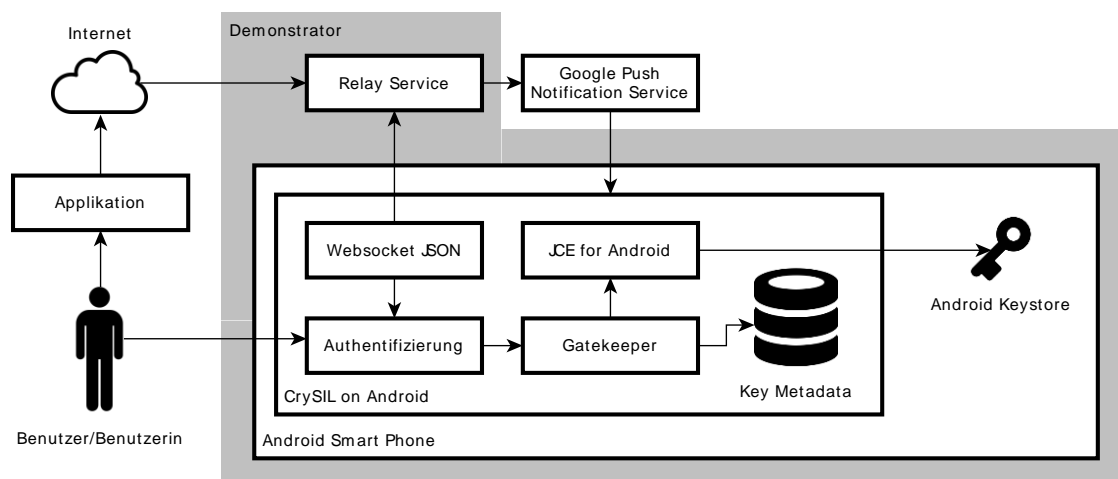 Internet
Demonstrator
Relay Service
Google Push
Notification Service
Applikation
Websocket JSON
JCE for Android
Android Keystore
Authentifizierung
Gatekeeper
Key Metadata
CrySIL on Android
Benutzer/Benutzerin
Android Smart Phone